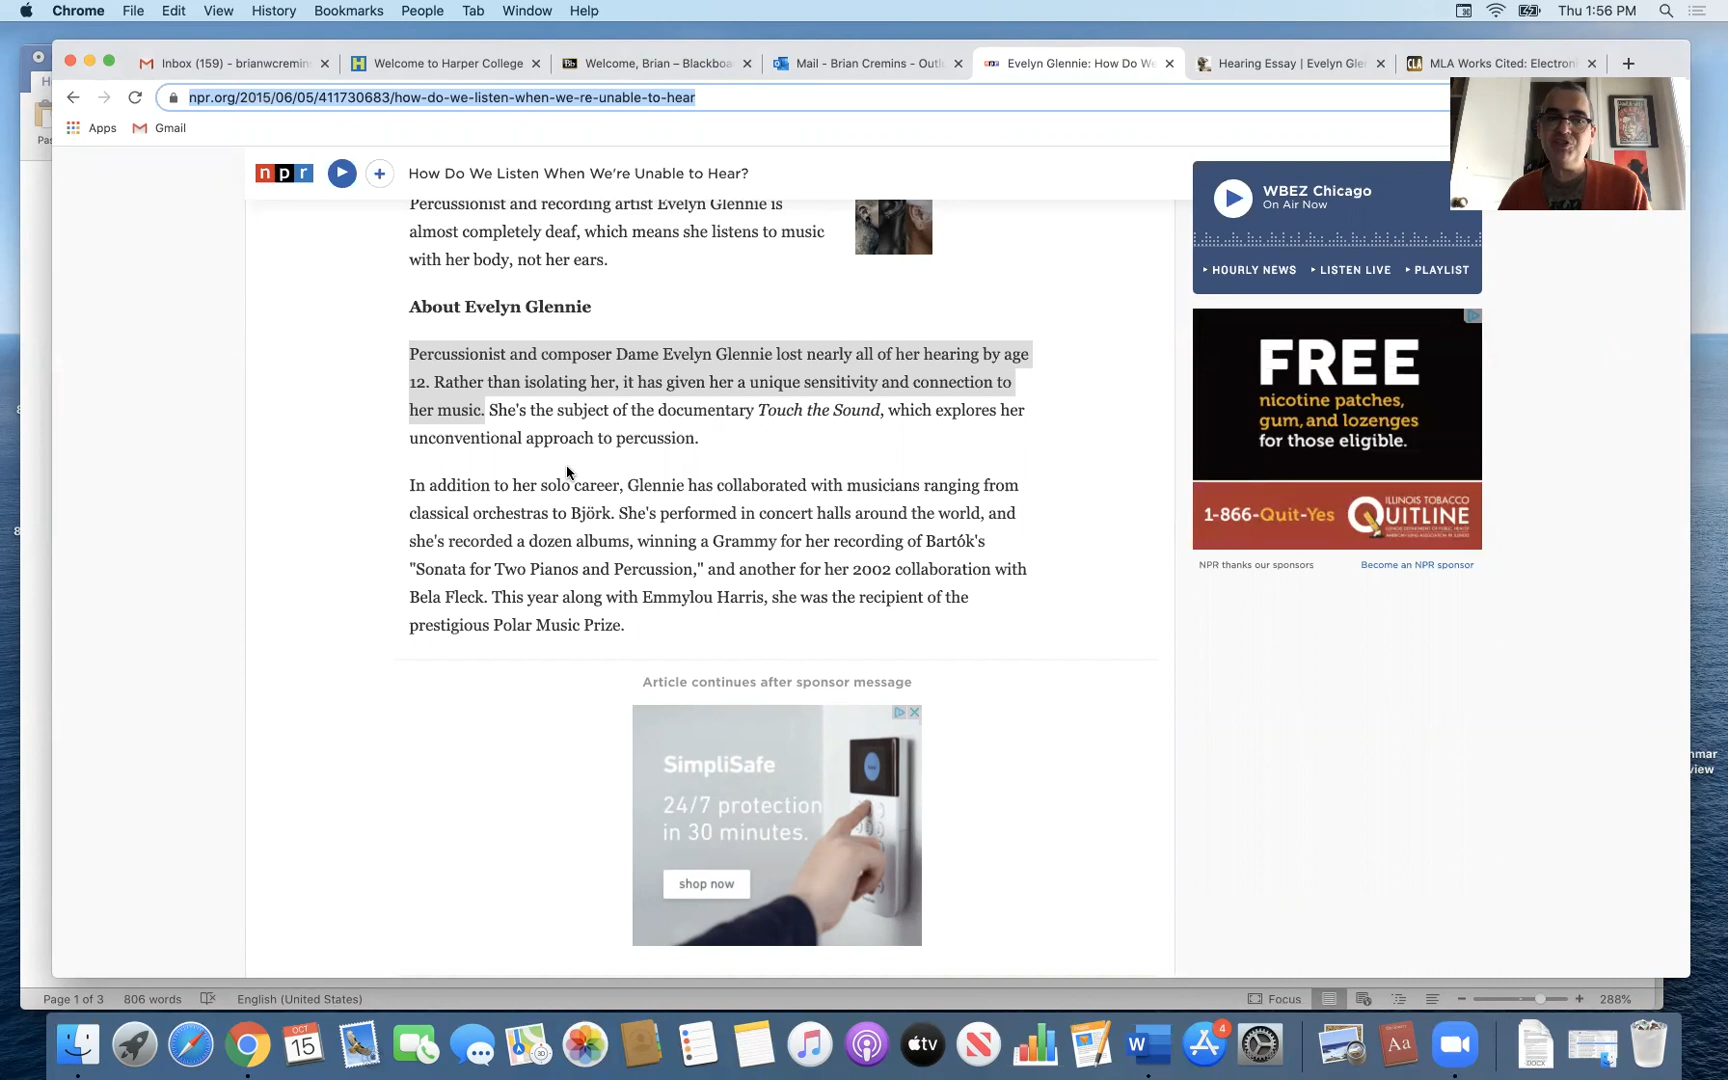 Chrome File Edit View History Bookmarks People Tab Window Help Thu 1:56 PM
Inbox (159) - brianwcremin
Welcome to Harper College
Welcome, Brian – Blackboa
Mail - Brian Cremins - Outl
Evelyn Glennie: How Do We
Hearing Essay | Evelyn Gle
MLA Works Cited: Electroni
npr.org/2015/06/05/411730683/how-do-we-listen-when-we-re-unable-to-hear
Apps Gmail
npr How Do We Listen When We're Unable to Hear?
Percussionist and recording artist Evelyn Glennie is
almost completely deaf, which means she listens to music
with her body, not her ears.
About Evelyn Glennie
Percussionist and composer Dame Evelyn Glennie lost nearly all of her hearing by age
12. Rather than isolating her, it has given her a unique sensitivity and connection to
her music. She's the subject of the documentary Touch the Sound, which explores her
unconventional approach to percussion.
In addition to her solo career, Glennie has collaborated with musicians ranging from
classical orchestras to Björk. She's performed in concert halls around the world, and
she's recorded a dozen albums, winning a Grammy for her recording of Bartók's
"Sonata for Two Pianos and Percussion," and another for her 2002 collaboration with
Bela Fleck. This year along with Emmylou Harris, she was the recipient of the
prestigious Polar Music Prize.
Article continues after sponsor message
SimpliSafe
24/7 protection
in 30 minutes.
shop now
WBEZ Chicago
On Air Now
HOURLY NEWS LISTEN LIVE PLAYLIST
FREE
nicotine patches,
gum, and lozenges
for those eligible.
1-866-Quit-Yes
ILLINOIS TOBACCO
QUITLINE
NPR thanks our sponsors Become an NPR sponsor
Page 1 of 3 806 words English (United States) Focus 288%
OCT
15
tv
4